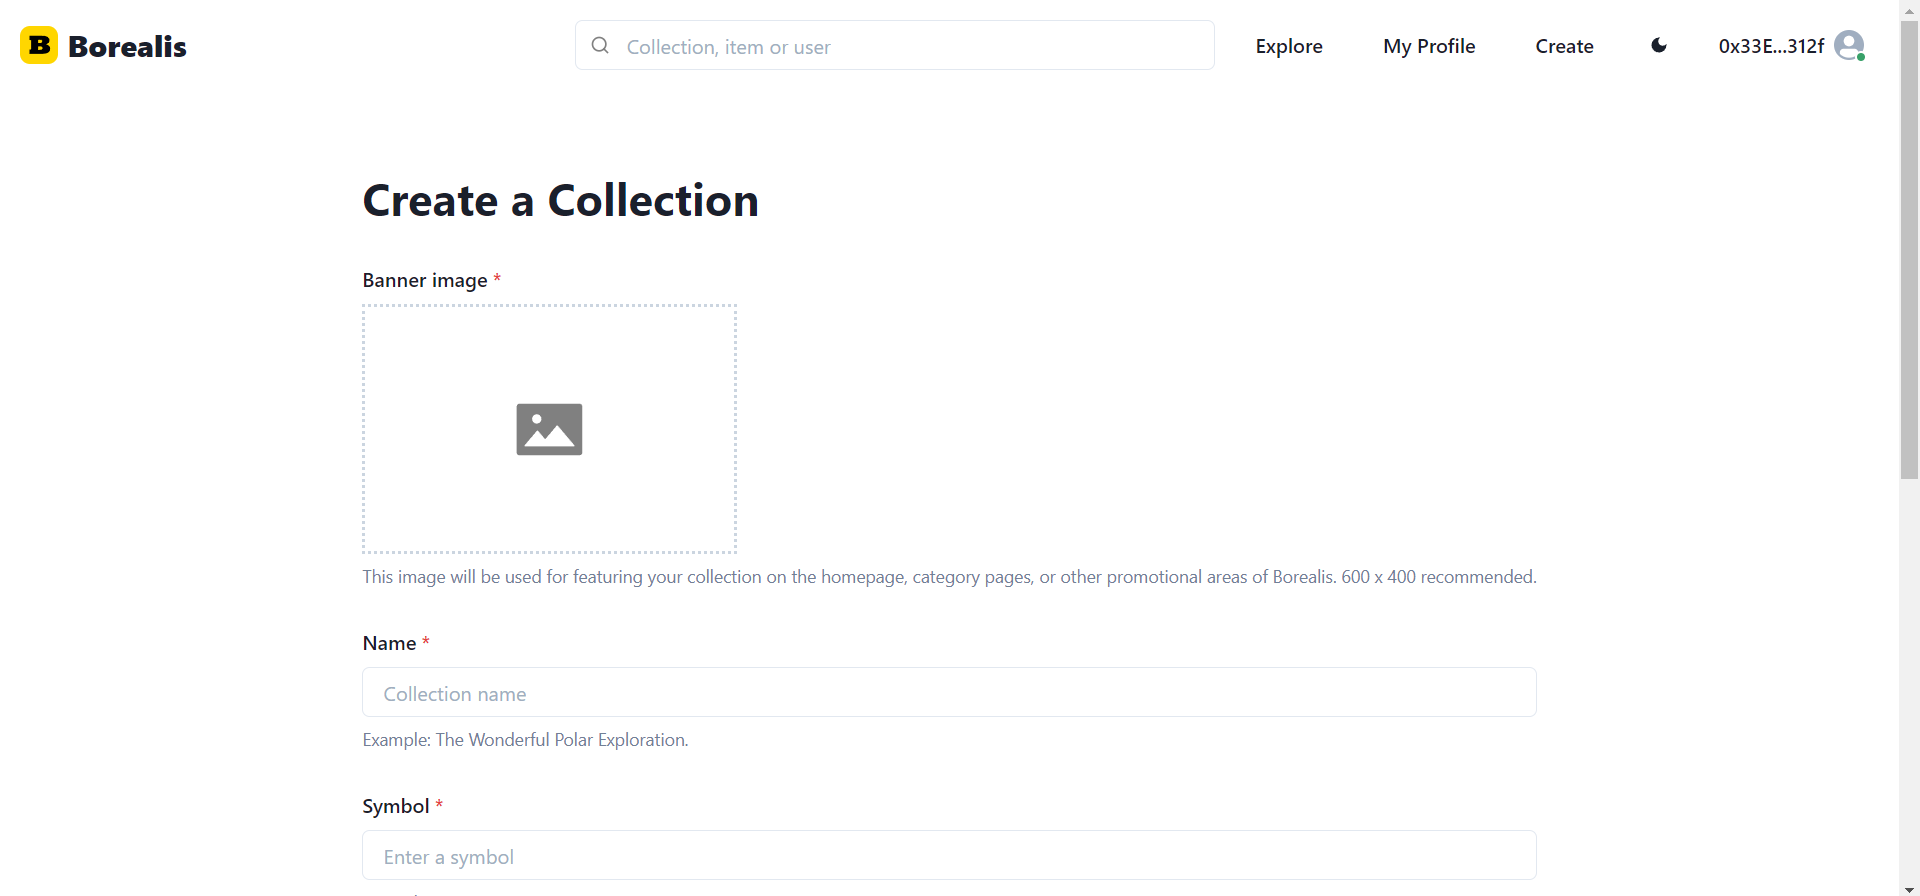 B Borealis
Collection, item or user
Explore
My Profile
Create
0x33E...312f
Create a Collection
Banner image *
This image will be used for featuring your collection on the homepage, category pages, or other promotional areas of Borealis. 600 x 400 recommended.
Name *
Collection name
Example: The Wonderful Polar Exploration.
Symbol *
Enter a symbol